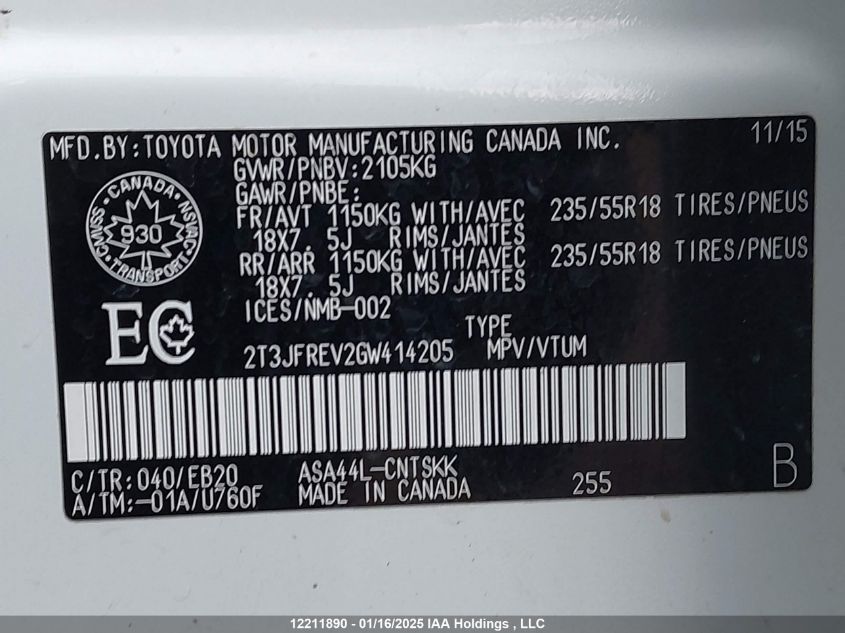 MFD.BY:TOYOTA MOTOR MANUFACTURING CANADA INC. 11/15
GVWR/PNBV:2105KG
GAWR/PNBE:
FR/AVT 1150KG WITH/AVEC 235/55R18 TIRES/PNEUS
18X7. 5J RIMS/JANTES
RR/ARR 1150KG WITH/AVEC 235/55R18 TIRES/PNEUS
18X7. 5J RIMS/JANTES
ICES/NMB-002
CANADA
CMVSS 930 NSVAC
TRANSPORT
EC
TYPE
2T3JFREV2GW414205 MPV/VTUM
C/TR:040/EB20 ASA44L-CNTSKK
A/TM:-01A/U760F MADE IN CANADA 255 B
12211890 - 01/16/2025 IAA Holdings , LLC